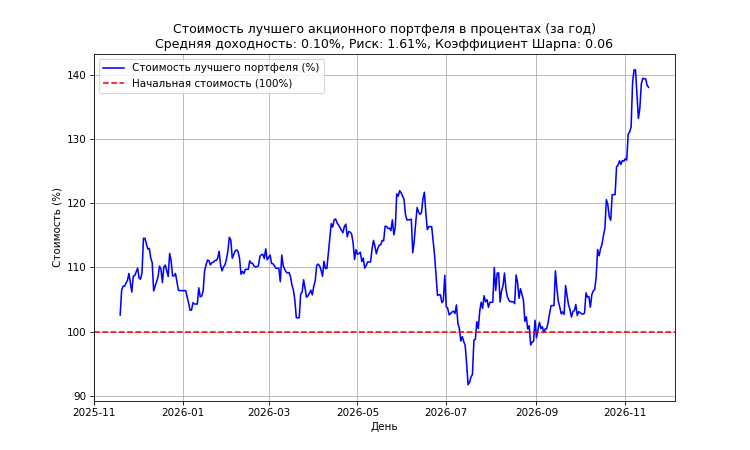 Стоимость лучшего акционного портфеля в процентах (за год)
Средняя доходность: 0.10%, Риск: 1.61%, Коэффициент Шарпа: 0.06
Стоимость лучшего портфеля (%)
Начальная стоимость (100%)
Стоимость (%)
140
130
120
110
100
90
2025-11
2026-01
2026-03
2026-05
2026-07
2026-09
2026-11
День